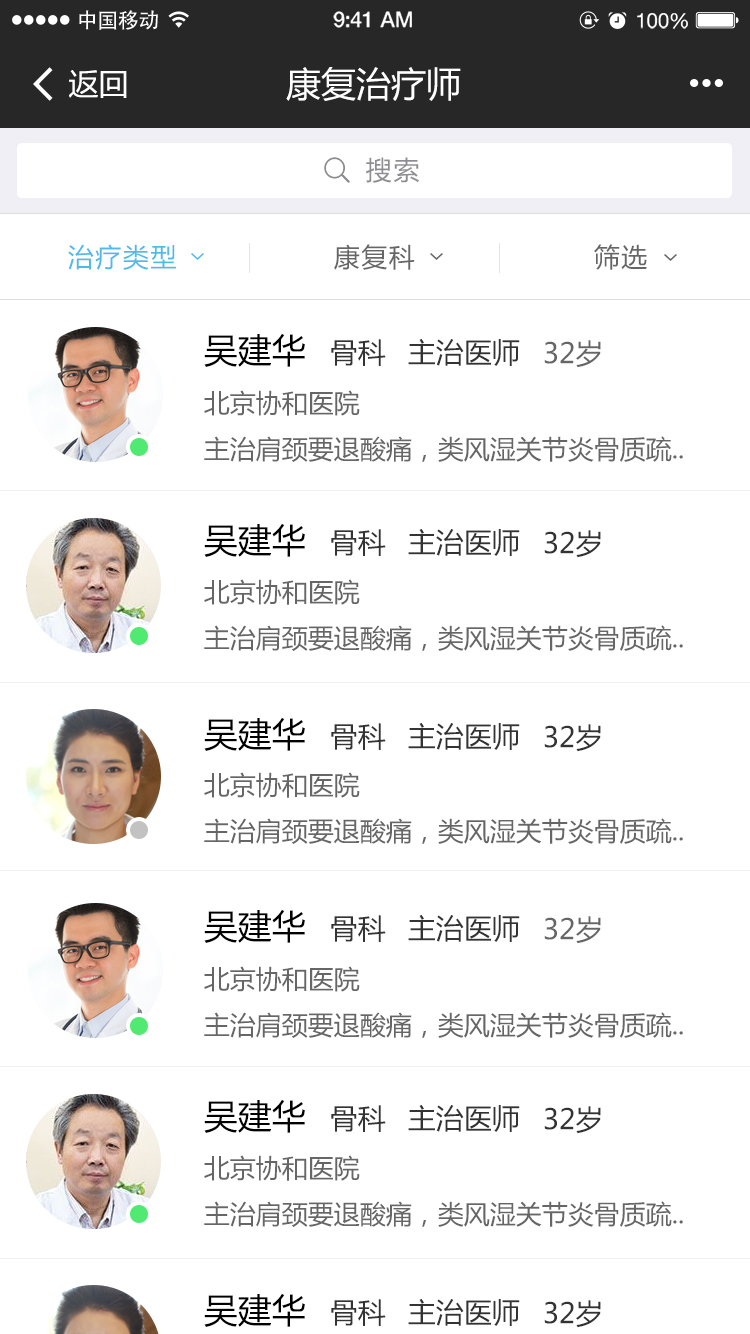 中国移动 9:41 AM 100%
返回 康复治疗师
搜索
治疗类型 康复科 筛选
吴建华 骨科 主治医师 32岁
北京协和医院
主治肩颈要退酸痛，类风湿关节炎骨质疏..
吴建华 骨科 主治医师 32岁
北京协和医院
主治肩颈要退酸痛，类风湿关节炎骨质疏..
吴建华 骨科 主治医师 32岁
北京协和医院
主治肩颈要退酸痛，类风湿关节炎骨质疏..
吴建华 骨科 主治医师 32岁
北京协和医院
主治肩颈要退酸痛，类风湿关节炎骨质疏..
吴建华 骨科 主治医师 32岁
北京协和医院
主治肩颈要退酸痛，类风湿关节炎骨质疏..
吴建华 骨科 主治医师 32岁